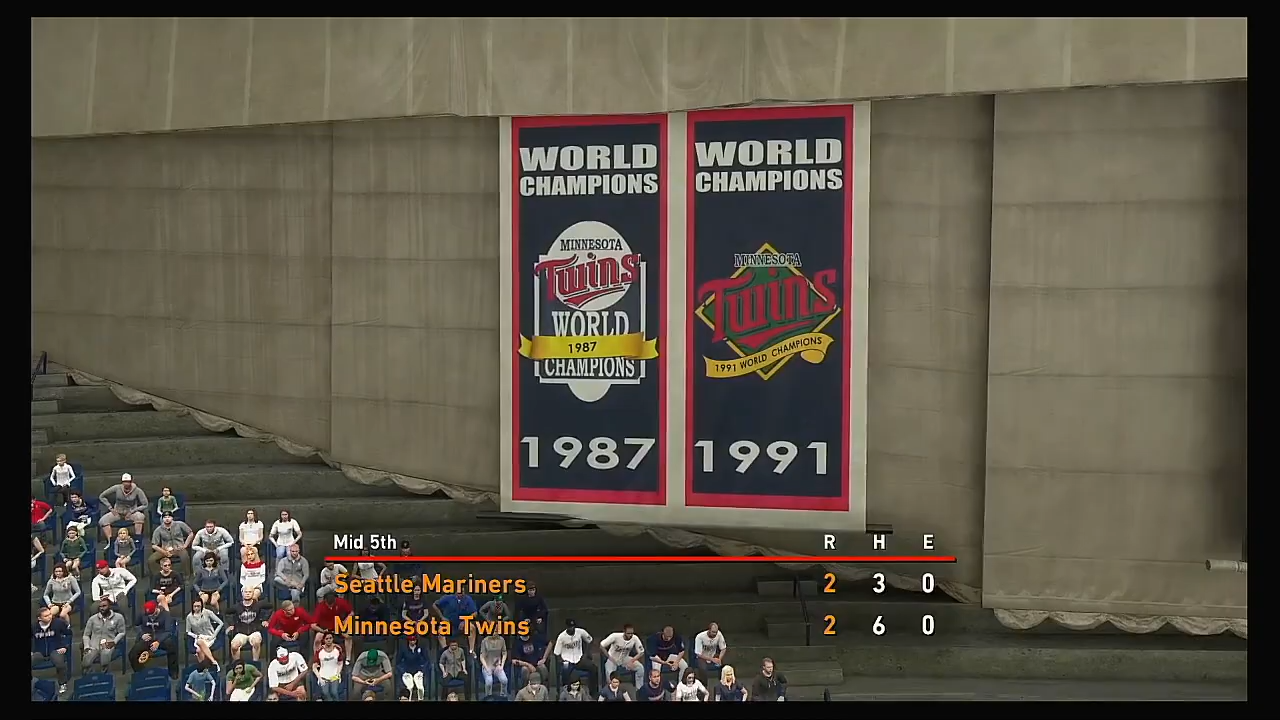 WORLD
CHAMPIONS
MINNESOTA
Twins
WORLD
1987
CHAMPIONS
1987
WORLD
CHAMPIONS
MINNESOTA
Twins
1991 WORLD CHAMPIONS
1991
Mid 5th R H E
Seattle Mariners 2 3 0
Minnesota Twins 2 6 0